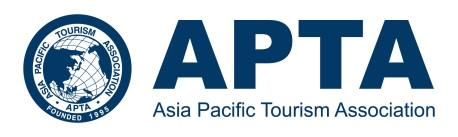 ASIA PACIFIC TOURISM ASSOCIATION
· APTA ·
FOUNDED 1995
APTA
Asia Pacific Tourism Association